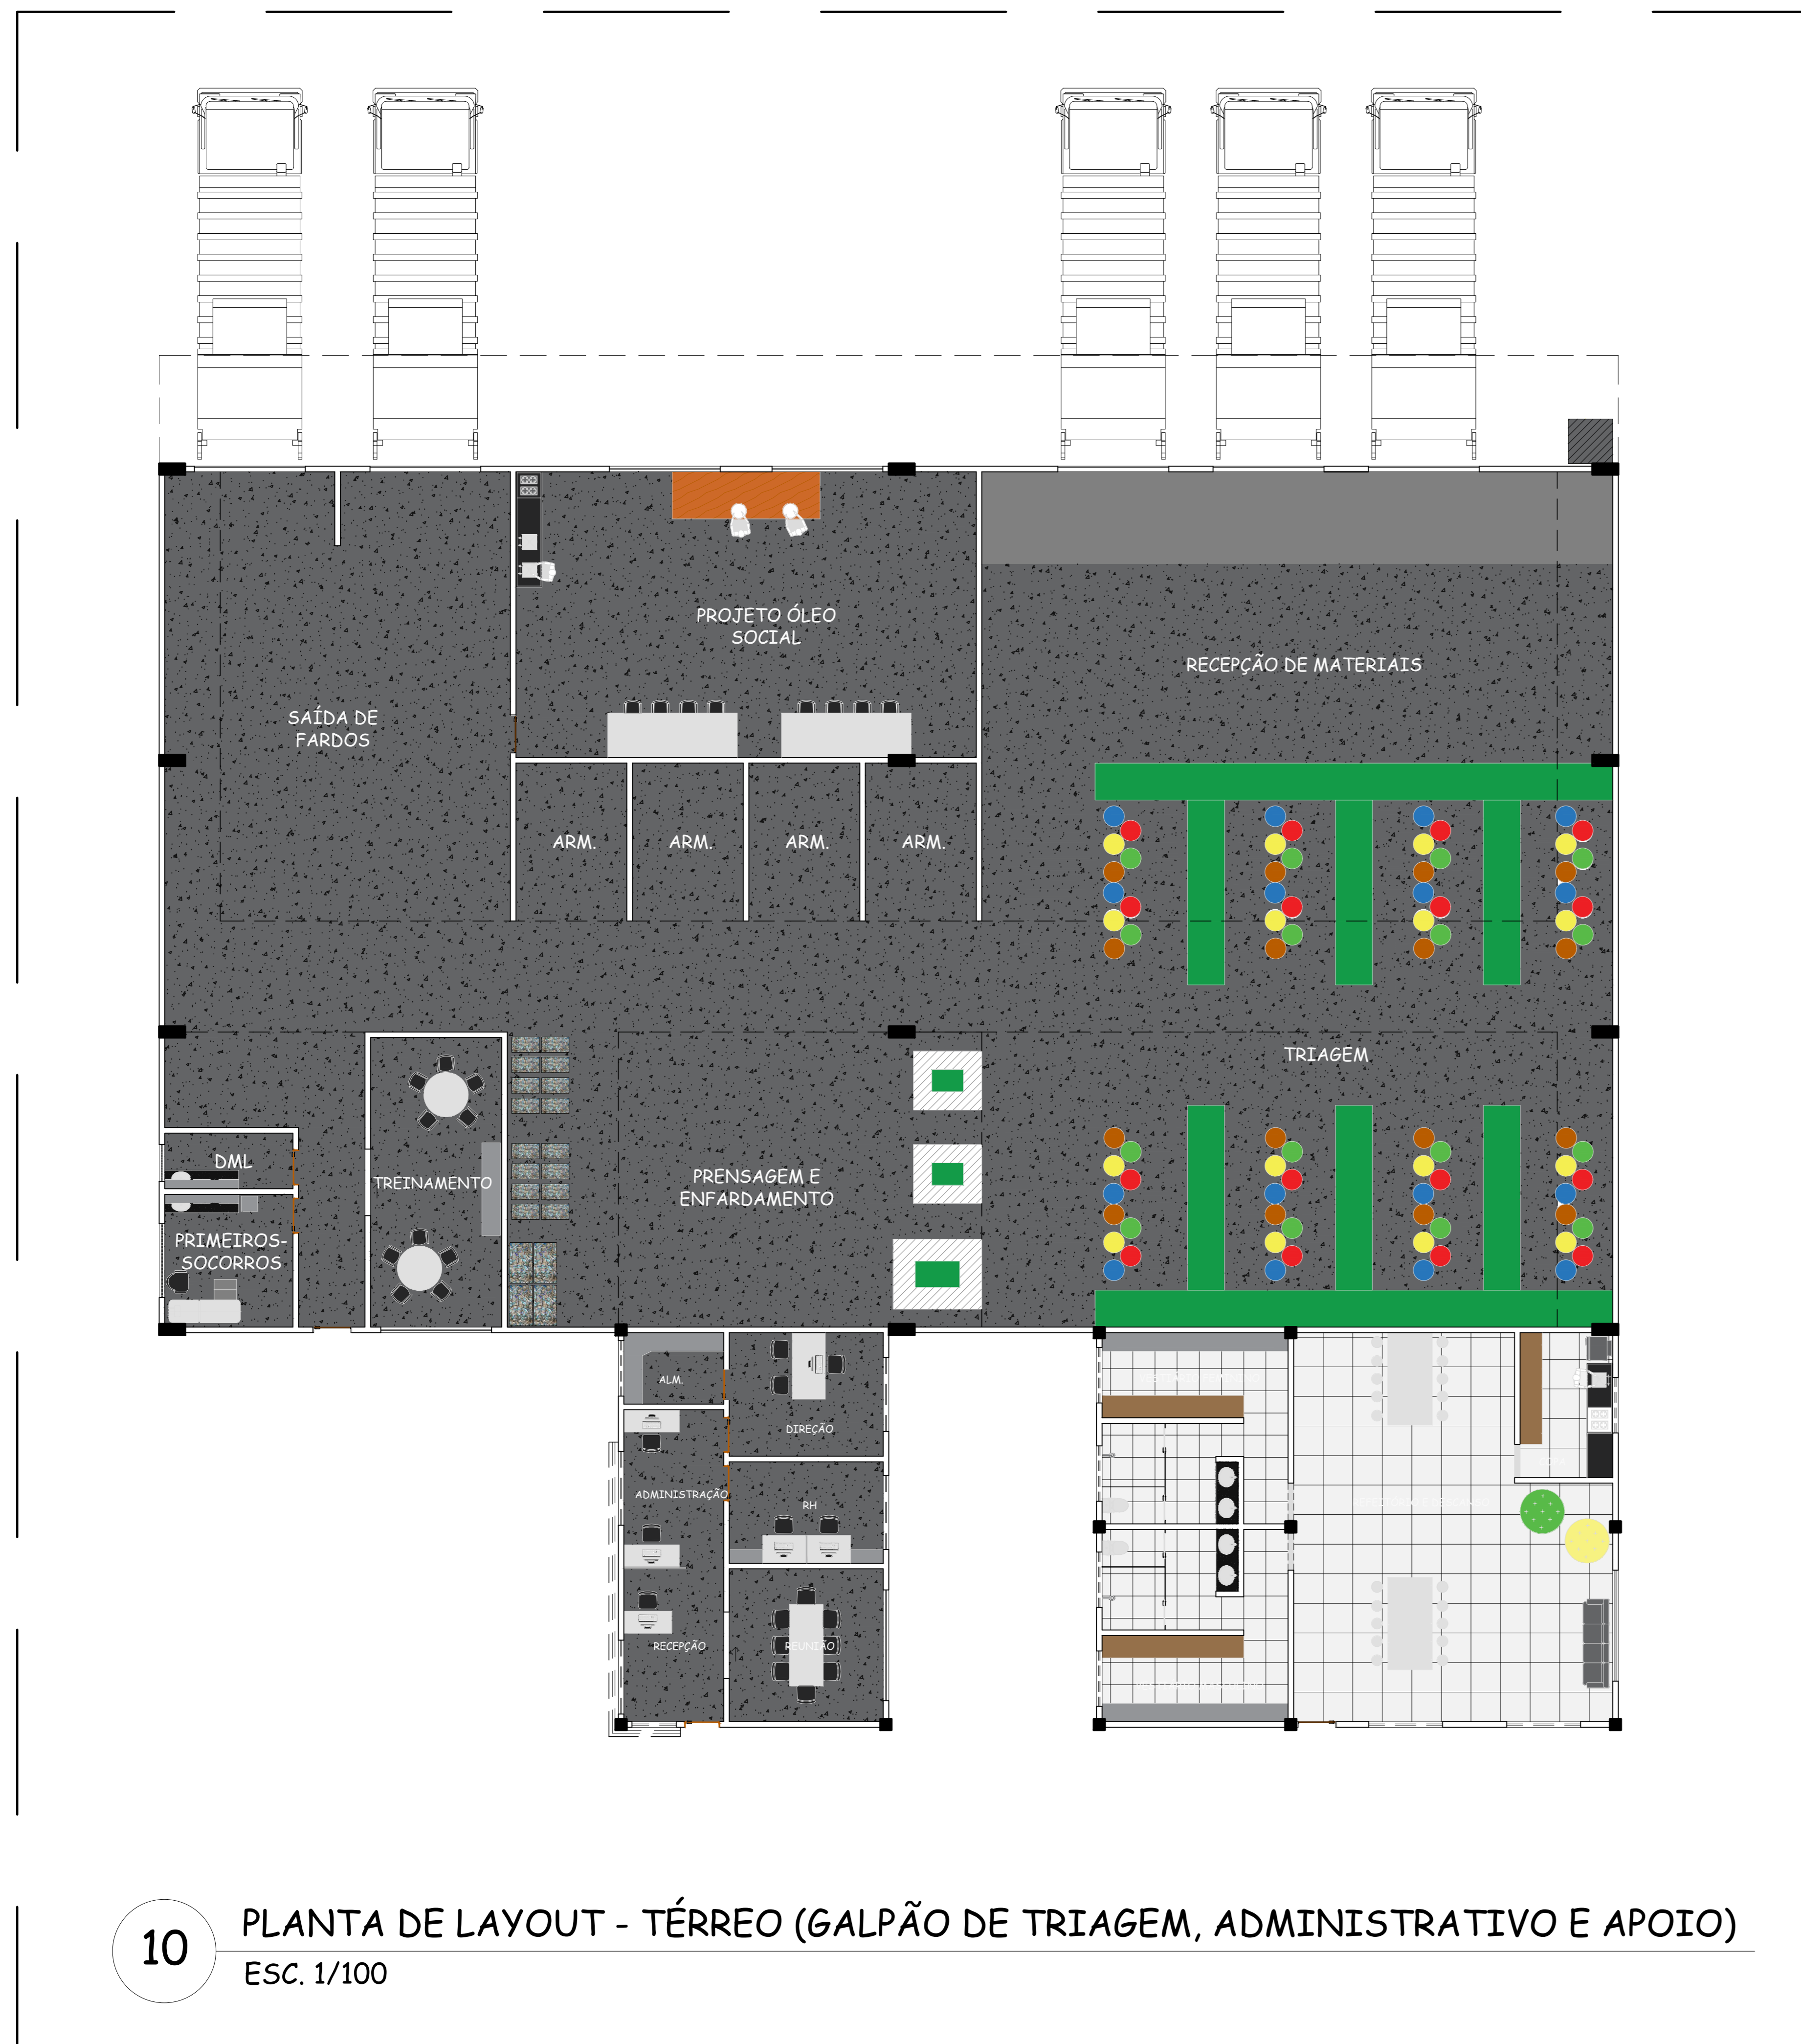 PROJETO ÓLEO
SOCIAL
RECEPÇÃO DE MATERIAIS
SAÍDA DE
FARDOS
ARM.
ARM.
ARM.
ARM.
TRIAGEM
DML
TREINAMENTO
PRENSAGEM E
ENFARDAMENTO
PRIMEIROS-
SOCORROS
ALM.
DIREÇÃO
ADMINISTRAÇÃO
RH
RECEPÇÃO
REUNIÃO
10
PLANTA DE LAYOUT - TÉRREO (GALPÃO DE TRIAGEM, ADMINISTRATIVO E APOIO)
ESC. 1/100